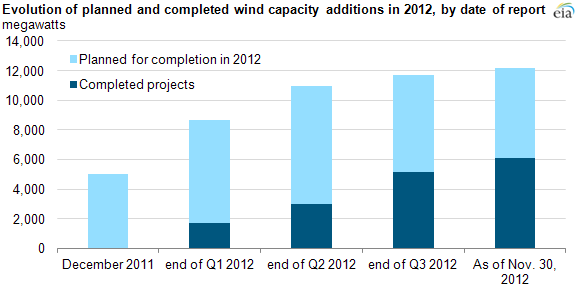 Evolution of planned and completed wind capacity additions in 2012, by date of report
megawatts
eia
14,000
12,000
10,000
8,000
6,000
4,000
2,000
0
Planned for completion in 2012
Completed projects
December 2011
end of Q1 2012
end of Q2 2012
end of Q3 2012
As of Nov. 30,
2012